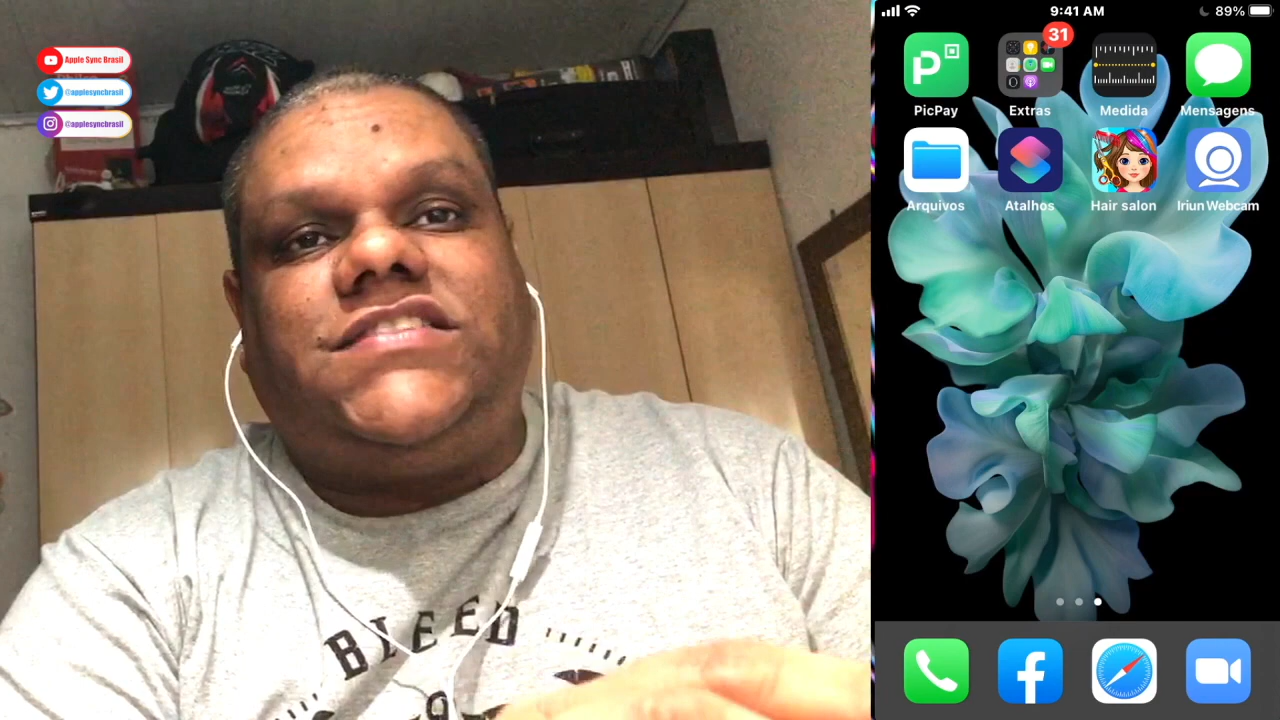 Apple Sync Brasil
@applesyncbrasil
@applesyncbrasil
BLEED
9:41 AM
89%
31
PicPay
Extras
Medida
Mensagens
Arquivos
Atalhos
Hair salon
Iriun Webcam